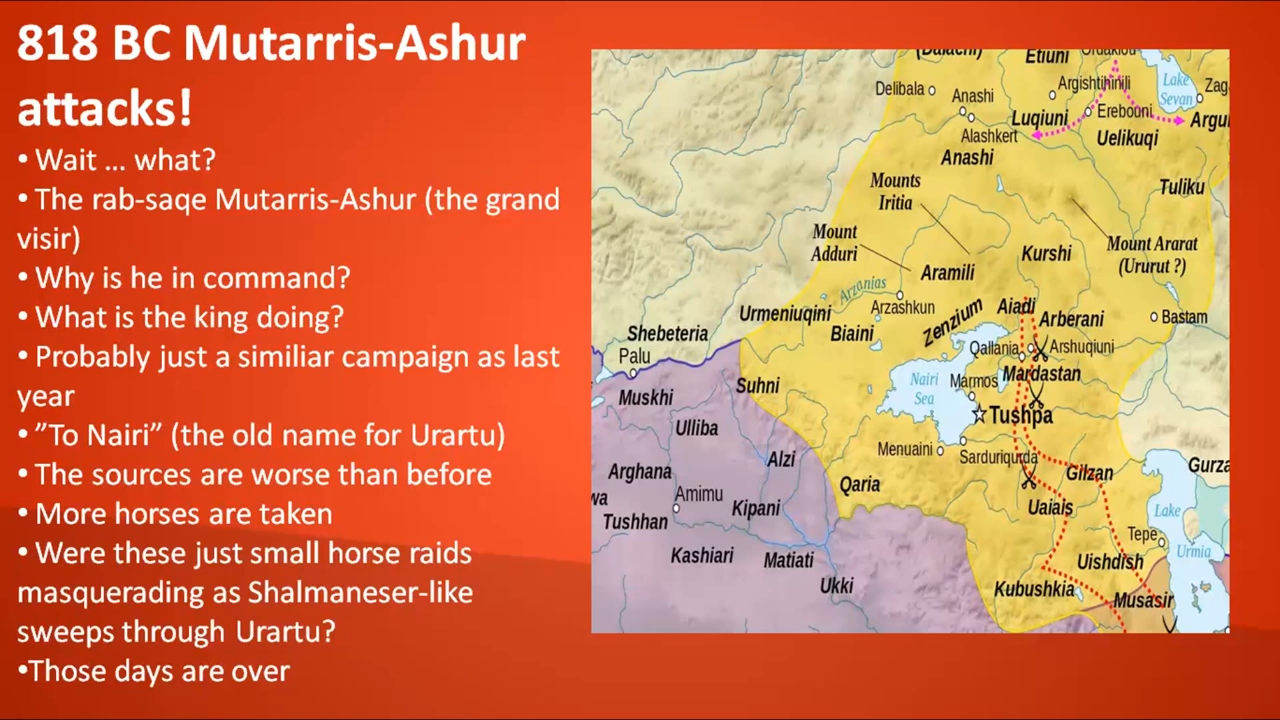 818 BC Mutarris-Ashur
attacks!
• Wait ... what?
• The rab-saqe Mutarris-Ashur (the grand
visir)
• Why is he in command?
• What is the king doing?
• Probably just a similiar campaign as last
year
• ”To Nairi” (the old name for Urartu)
• The sources are worse than before
• More horses are taken
• Were these just small horse raids
masquerading as Shalmaneser-like
sweeps through Urartu?
•Those days are over
Etiuni
Delibala
Anashi
Argishtihinili
Lake
Sevan
Zag
Luqiuni
Erebouni
Argu
Alashkert
Uelikuqi
Anashi
Mounts
Iritia
Tuliku
Mount
Adduri
Kurshi
Mount Ararat
(Ururut ?)
Aramili
Arzanias
Arzashkun
Urmeniuqini
Zenzium
Aiadi
Arberani
Bastam
Shebeteria
Biaini
Palu
Qallania
Arshuqiuni
Nairi
Sea
Marmos
Mardastan
Suhni
Muskhi
Tushpa
Ulliba
Menuaini
Sarduriqurda
Alzi
Gilzan
Gurza
Arghana
Qaria
wa
Amimu
Kipani
Uaiais
Lake
Urmia
Tushhan
Tepe
Kashiari
Matiati
Uishdish
Ukki
Kubushkia
Musasir